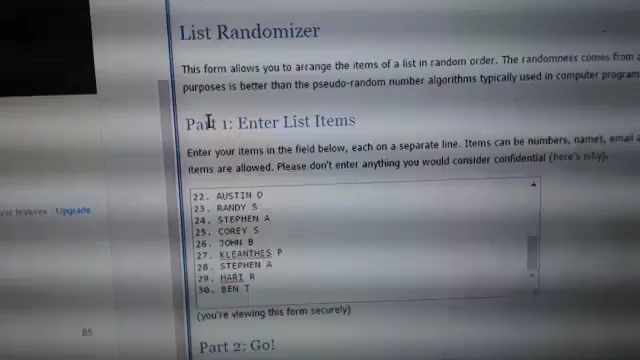 List Randomizer
This form allows you to arrange the items of a list in random order. The randomness comes from a
purposes is better than the pseudo-random number algorithms typically used in computer program
Part 1: Enter List Items
Enter your items in the field below, each on a separate line. Items can be numbers, names, email a
items are allowed. Please don't enter anything you would consider confidential (here's why).
22. AUSTIN O
23. RANDY S
24. STEPHEN A
25. COREY S
26. JOHN B
27. KLEANTHES P
28. STEPHEN A
29. HARI R
30. BEN T
features - Upgrade
(you're viewing this form securely)
85
Part 2: Go!